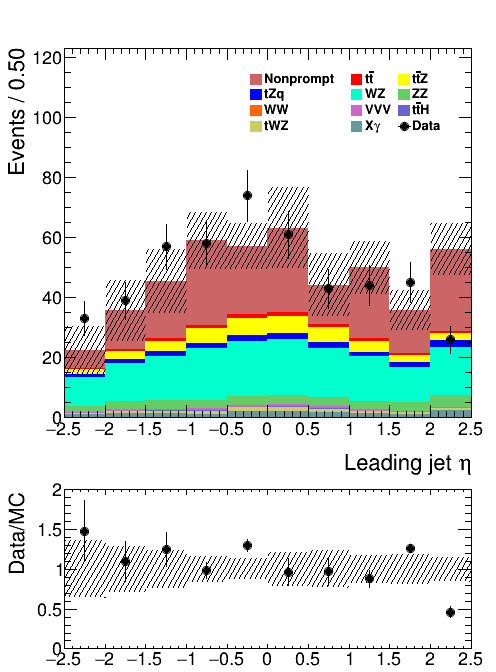 Events / 0.50
120
100
80
60
40
20
0
Nonprompt tt̄ tt̄Z
tZq WZ ZZ
WW VVV tt̄H
tWZ Xγ Data
−2.5 −2 −1.5 −1 −0.5 0 0.5 1 1.5 2 2.5
Leading jet η
Data/MC
2
1.5
1
0.5
0
−2.5 −2 −1.5 −1 −0.5 0 0.5 1 1.5 2 2.5